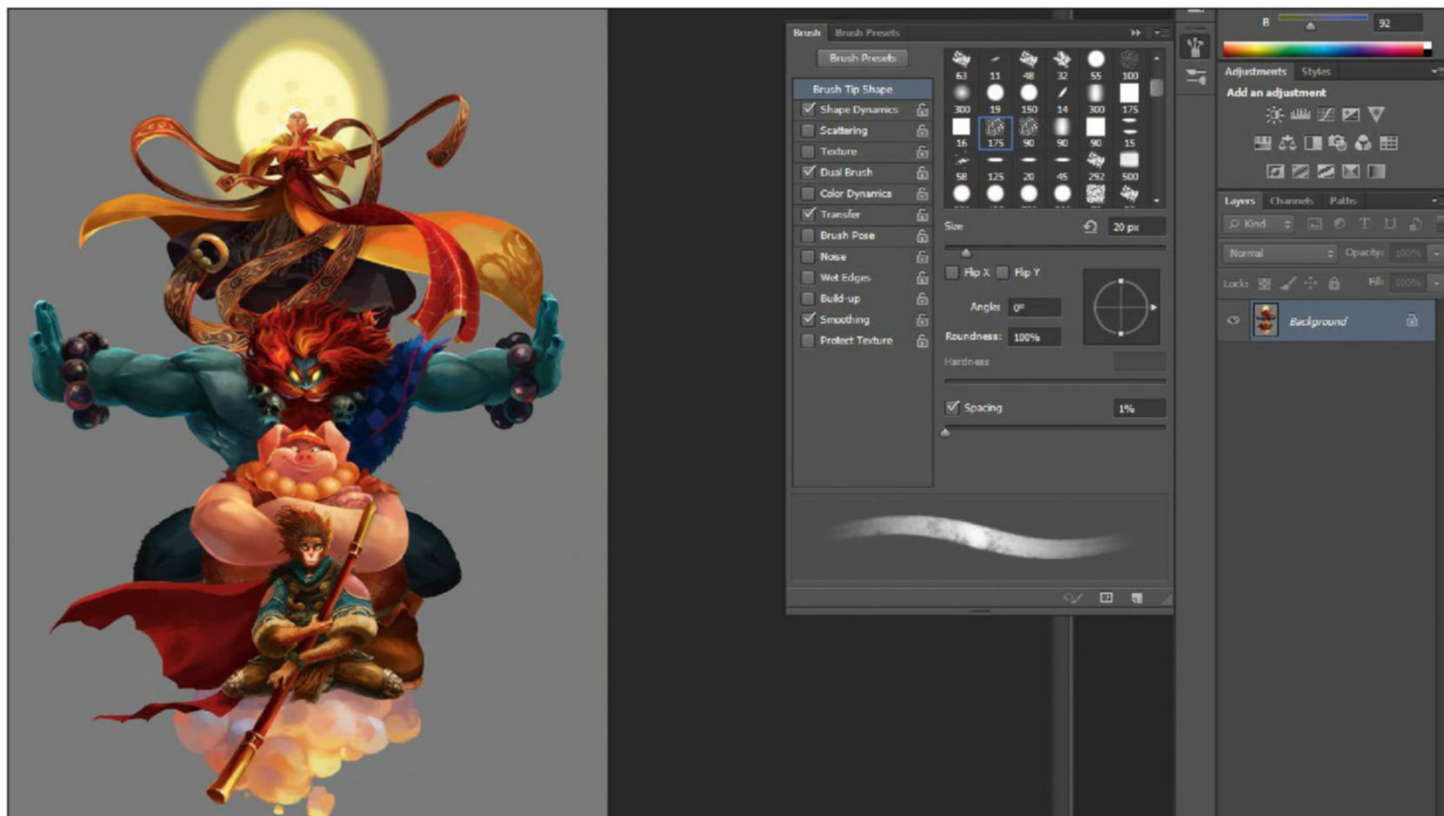 B 92
Brush Brush Presets
Brush Presets
63 11 48 32 55 100
Brush Tip Shape
Shape Dynamics
300 19 150 14 300 175
Scattering
Texture
16 175 90 90 90 15
Dual Brush
58 125 20 45 292 500
Color Dynamics
Transfer
Brush Pose
Noise
Wet Edges
Build-up
Smoothing
Protect Texture
Size 20 px
Flip X Flip Y
Angle: 0º
Roundness: 100%
Hardness
Spacing 1%
Adjustments Styles
Add an adjustment
Layers Channels Paths
Kind
Normal Opacity: 100%
Lock: Fill: 100%
Background